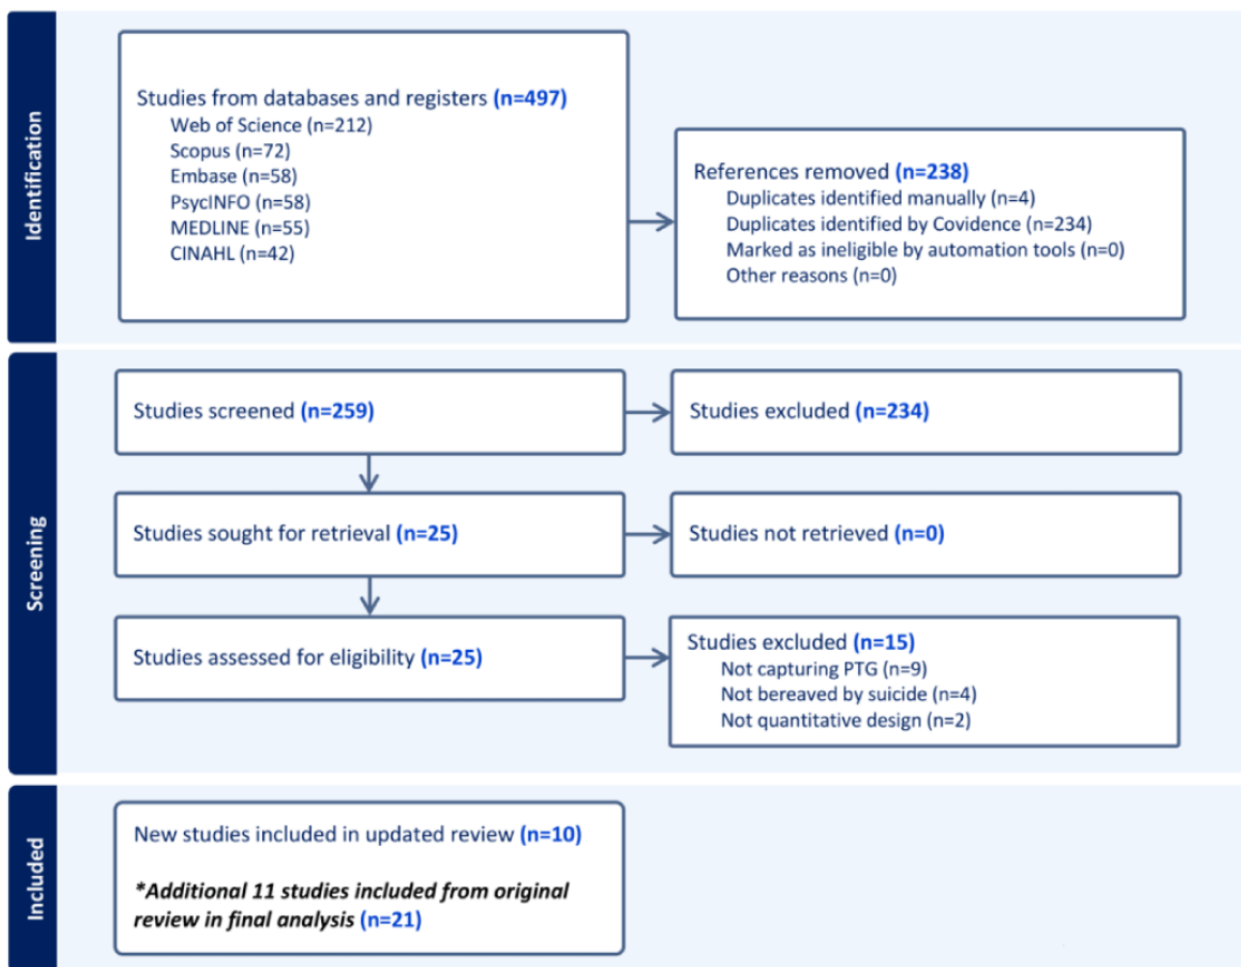 Identification
Studies from databases and registers (n=497)
Web of Science (n=212)
Scopus (n=72)
Embase (n=58)
PsycINFO (n=58)
MEDLINE (n=55)
CINAHL (n=42)
References removed (n=238)
Duplicates identified manually (n=4)
Duplicates identified by Covidence (n=234)
Marked as ineligible by automation tools (n=0)
Other reasons (n=0)
Screening
Studies screened (n=259)
Studies excluded (n=234)
Studies sought for retrieval (n=25)
Studies not retrieved (n=0)
Studies assessed for eligibility (n=25)
Studies excluded (n=15)
Not capturing PTG (n=9)
Not bereaved by suicide (n=4)
Not quantitative design (n=2)
Included
New studies included in updated review (n=10)
*Additional 11 studies included from original
review in final analysis (n=21)